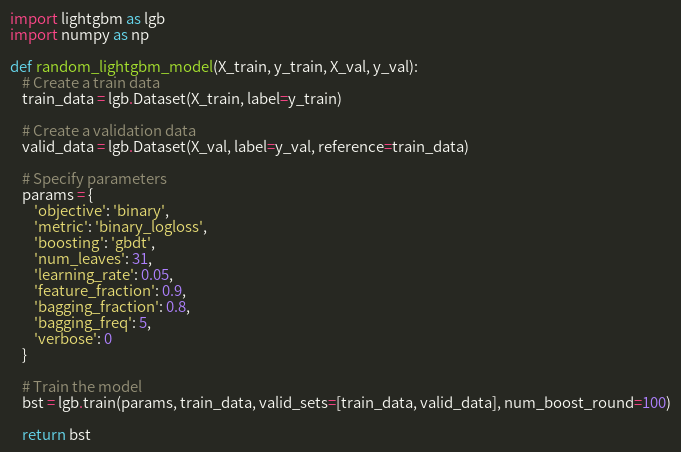 import lightgbm as lgb
import numpy as np
def random_lightgbm_model(X_train, y_train, X_val, y_val):
# Create a train data
train_data = lgb.Dataset(X_train, label=y_train)
# Create a validation data
valid_data = lgb.Dataset(X_val, label=y_val, reference=train_data)
# Specify parameters
params = {
'objective': 'binary',
'metric': 'binary_logloss',
'boosting': 'gbdt',
'num_leaves': 31,
'learning_rate': 0.05,
'feature_fraction': 0.9,
'bagging_fraction': 0.8,
'bagging_freq': 5,
'verbose': 0
}
# Train the model
bst = lgb.train(params, train_data, valid_sets=[train_data, valid_data], num_boost_round=100)
return bst